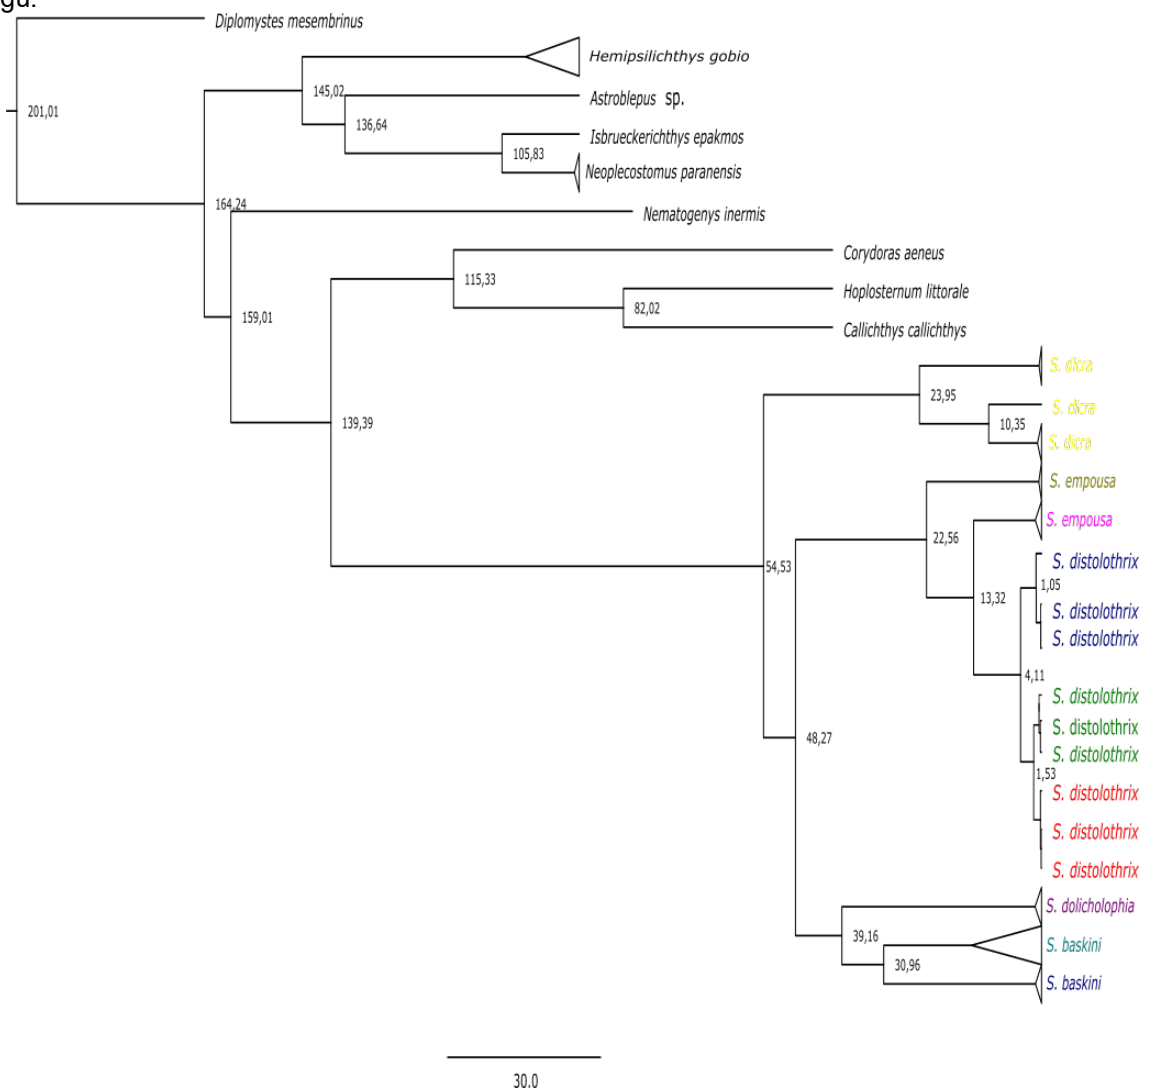 gu.
Diplomystes mesembrinus
Hemipsilichthys gobio
145,02
Astroblepus sp.
201,01
136,64
Isbrueckerichthys epakmos
105,83
Neoplecostomus paranensis
164,24
Nematogenys inermis
Corydoras aeneus
115,33
Hoplosternum littorale
82,02
159,01
Callichthys callichthys
S. dicra
23,95
S. dicra
10,35
139,39
S. dicra
S. empousa
S. empousa
22,56
S. distolothrix
54,53
1,05
13,32
S. distolothrix
S. distolothrix
4,11
S. distolothrix
S. distolothrix
48,27
S. distolothrix
1,53
S. distolothrix
S. distolothrix
S. distolothrix
S. dolicholophia
39,16
S. baskini
30,96
S. baskini
30.0